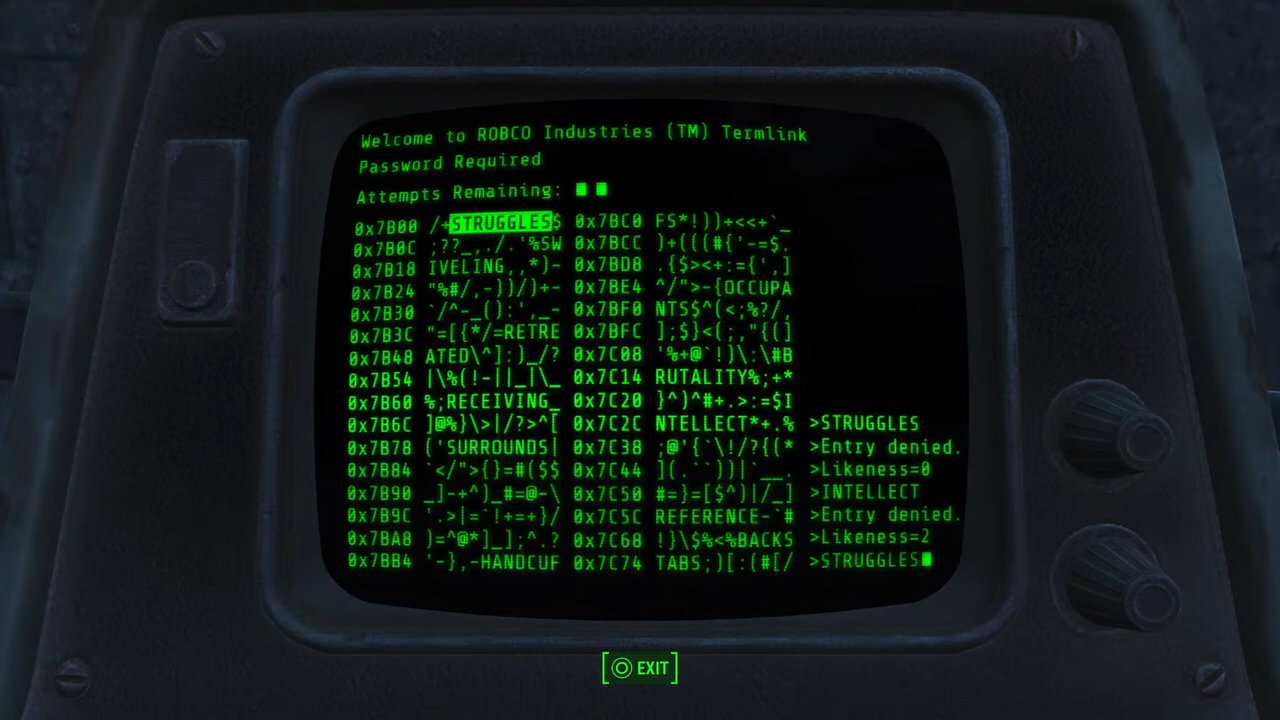 Welcome to ROBCO Industries (TM) Termlink
Password Required
Attempts Remaining: ■ ■
0x7B00 /+STRUGGLES$ 0x7BC0 FS*!))+<<+`_
0x7B0C ;??_,./.'%SW 0x7BCC )+(((#{'-=$.
0x7B18 IVELING,,*)- 0x7BD8 .{$><+:={',]
0x7B24 "%#/,-))/)+- 0x7BE4 ^/">-{OCCUPA
0x7B30 `/^-_():',_- 0x7BF0 NTS$^(<;%?/,
0x7B3C "=[{*/=RETRE 0x7BFC ];$}<(;,"{(]
0x7B48 ATED\^]:)_/? 0x7C08 '%+@`!)\:\#B
0x7B54 |\%(!-||_|\_ 0x7C14 RUTALITY%;+*
0x7B60 %;RECEIVING_ 0x7C20 }^)^#+.>:=$I
0x7B6C ]@%}\>|/?>^[ 0x7C2C NTELLECT*+.% >STRUGGLES
0x7B78 ('SURROUNDS| 0x7C38 ;@'{`\!/?{(* >Entry denied.
0x7B84 `</">{}=#($$ 0x7C44 ](.``))|`__. >Likeness=0
0x7B90 _]-+^)_#=@-\ 0x7C50 #=}=[$^)|/_] >INTELLECT
0x7B9C '.>|=`!+=+}/ 0x7C5C REFERENCE-`# >Entry denied.
0x7BA8 )=^@*]_];^.? 0x7C68 !}\$%<%BACKS >Likeness=2
0x7BB4 '-},-HANDCUF 0x7C74 TABS;)[:(#[/ >STRUGGLES■
[◎ EXIT]